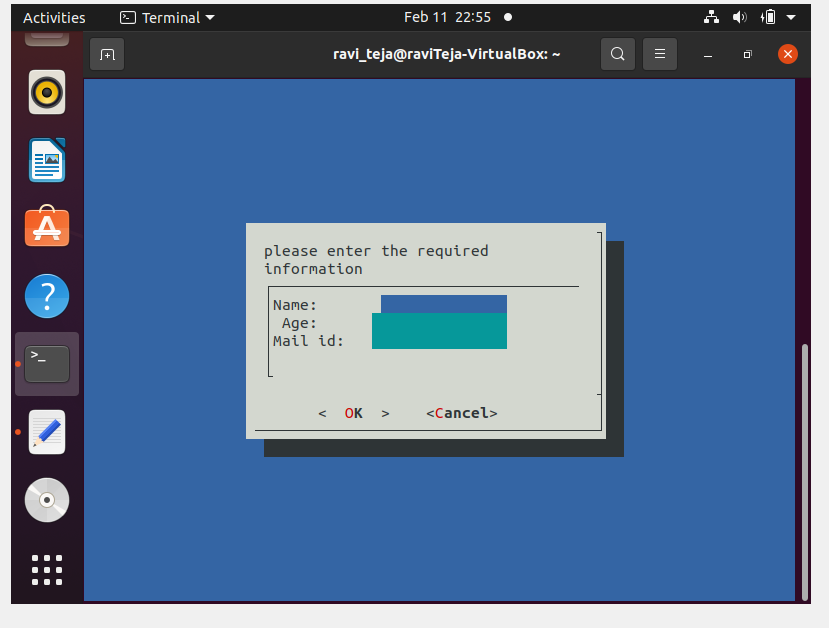 Activities Terminal Feb 11 22:55
ravi_teja@raviTeja-VirtualBox: ~
please enter the required
information
Name:
Age:
Mail id:
< OK > <Cancel>